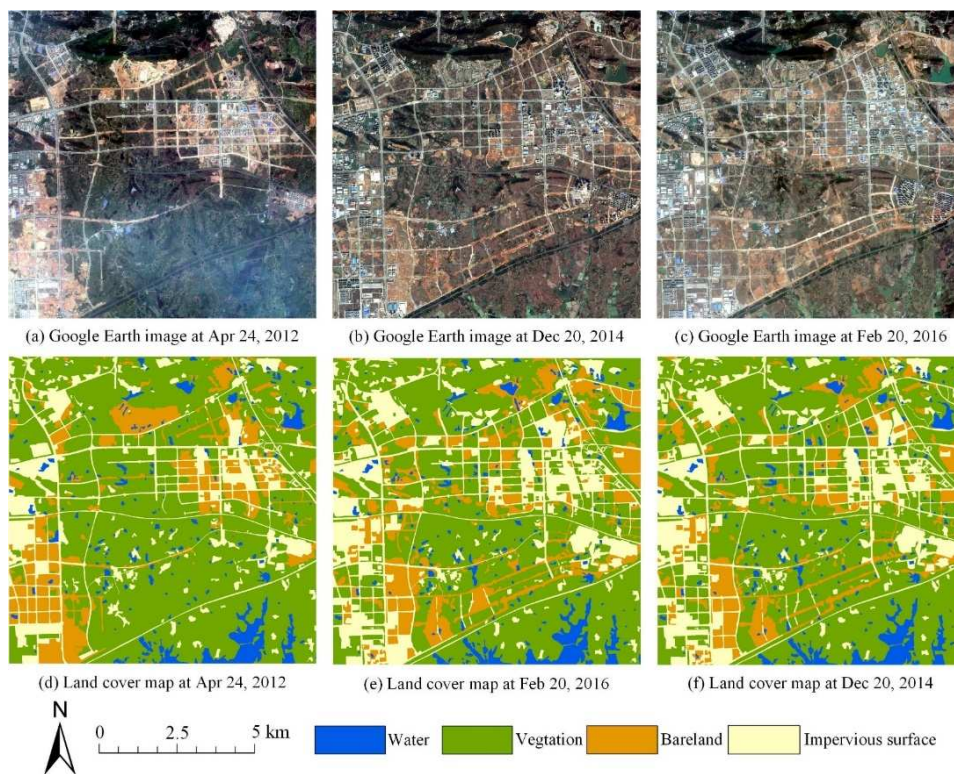 (a) Google Earth image at Apr 24, 2012
(b) Google Earth image at Dec 20, 2014
(c) Google Earth image at Feb 20, 2016
(d) Land cover map at Apr 24, 2012
(e) Land cover map at Feb 20, 2016
(f) Land cover map at Dec 20, 2014
N
0 2.5 5 km
Water
Vegtation
Bareland
Impervious surface